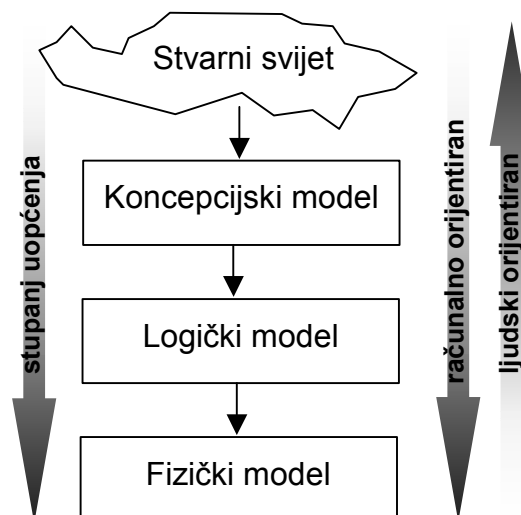 Stvarni svijet
Koncepcijski model
Logički model
Fizički model
stupanj uopćenja
računalno orijentiran
ljudski orijentiran